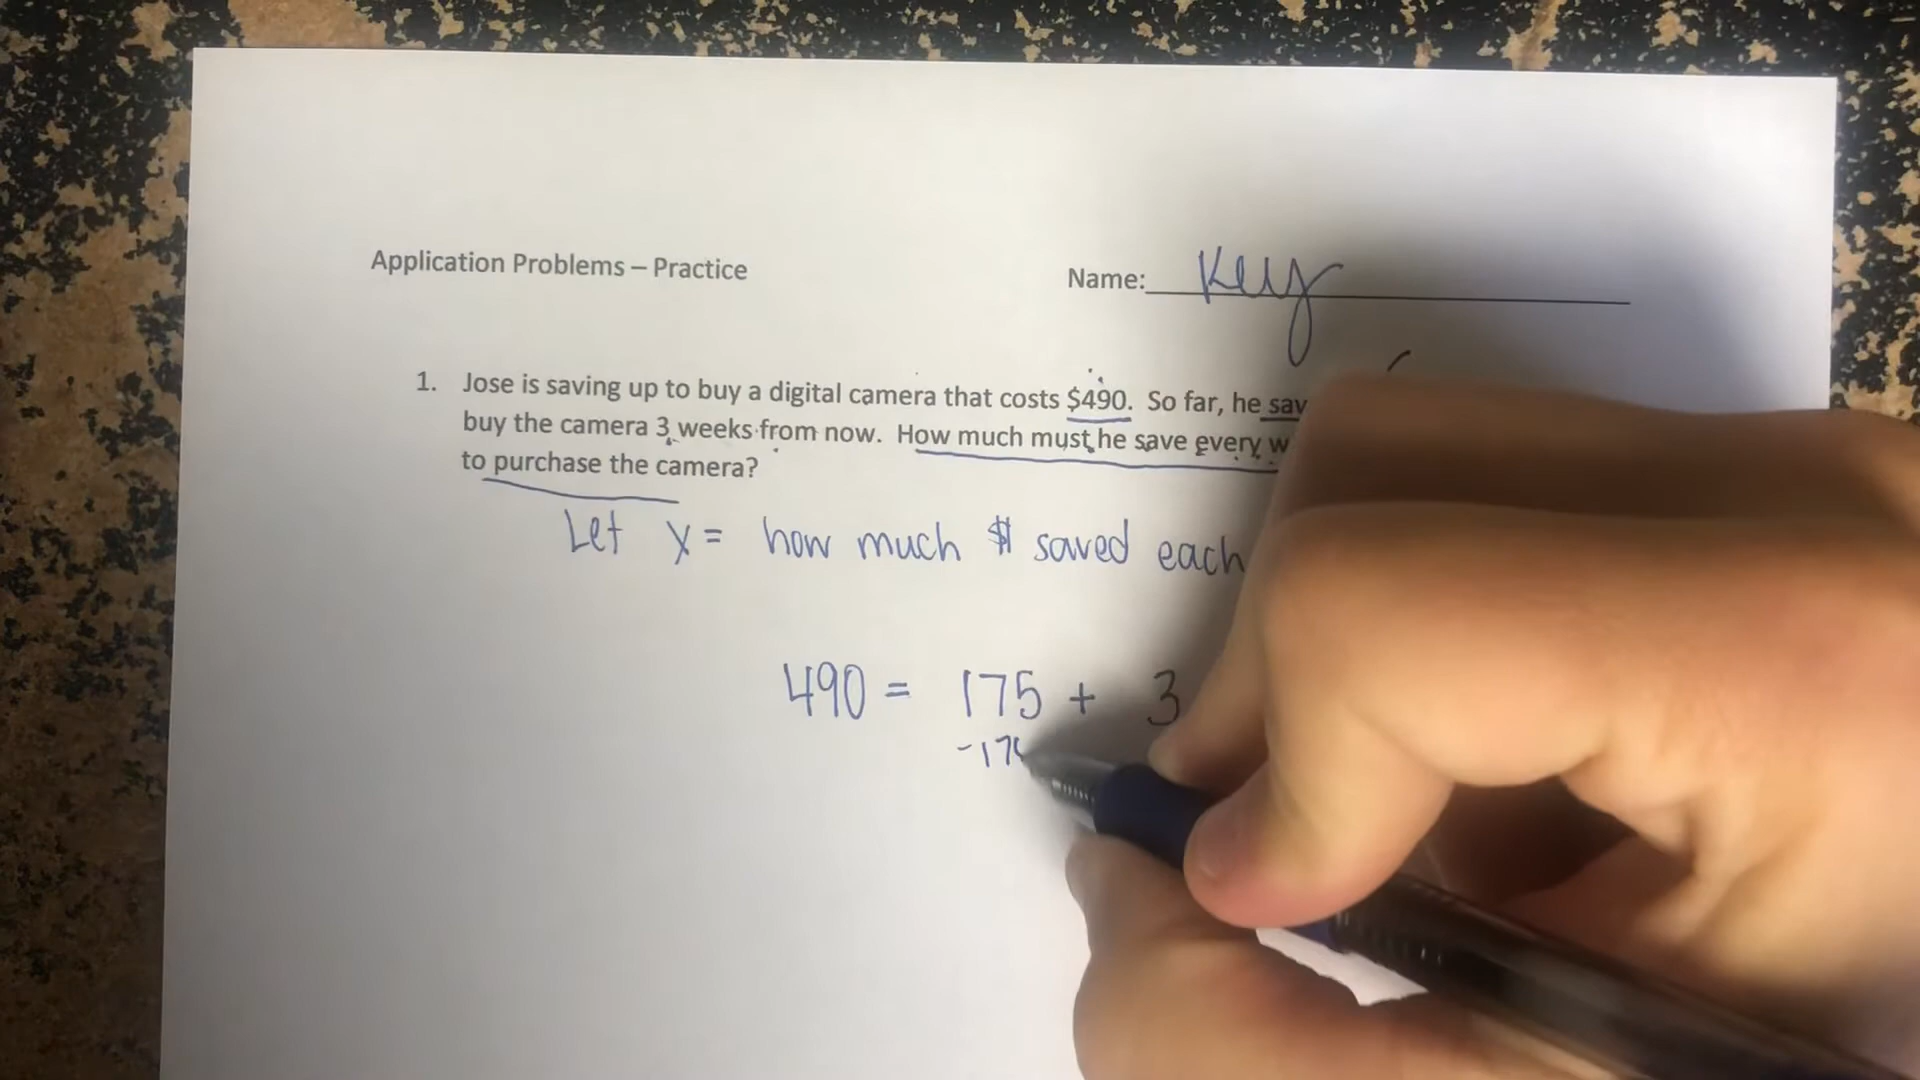 Application Problems – Practice
Name: Key
1. Jose is saving up to buy a digital camera that costs $490. So far, he
buy the camera 3 weeks from now. How much must he save every
to purchase the camera?
Let x = how much $ saved each
490 = 175 + 3
-17